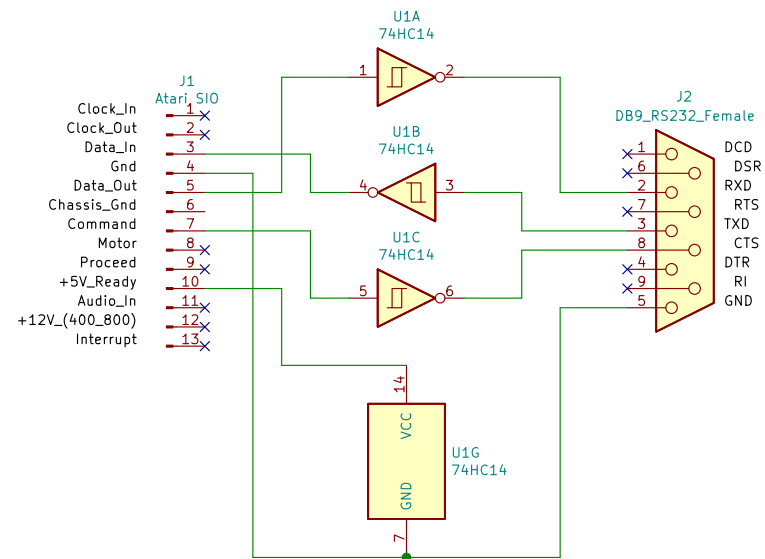 U1A
74HC14
1
2
J1
Atari_SIO
Clock_In 1
Clock_Out 2
Data_In 3
Gnd 4
Data_Out 5
Chassis_Gnd 6
Command 7
Motor 8
Proceed 9
+5V_Ready 10
Audio_In 11
+12V_(400_800) 12
Interrupt 13
U1B
74HC14
4
3
U1C
74HC14
5
6
J2
DB9_RS232_Female
1 DCD
6 DSR
2 RXD
7 RTS
3 TXD
8 CTS
4 DTR
9 RI
5 GND
14
VCC
U1G
74HC14
GND
7